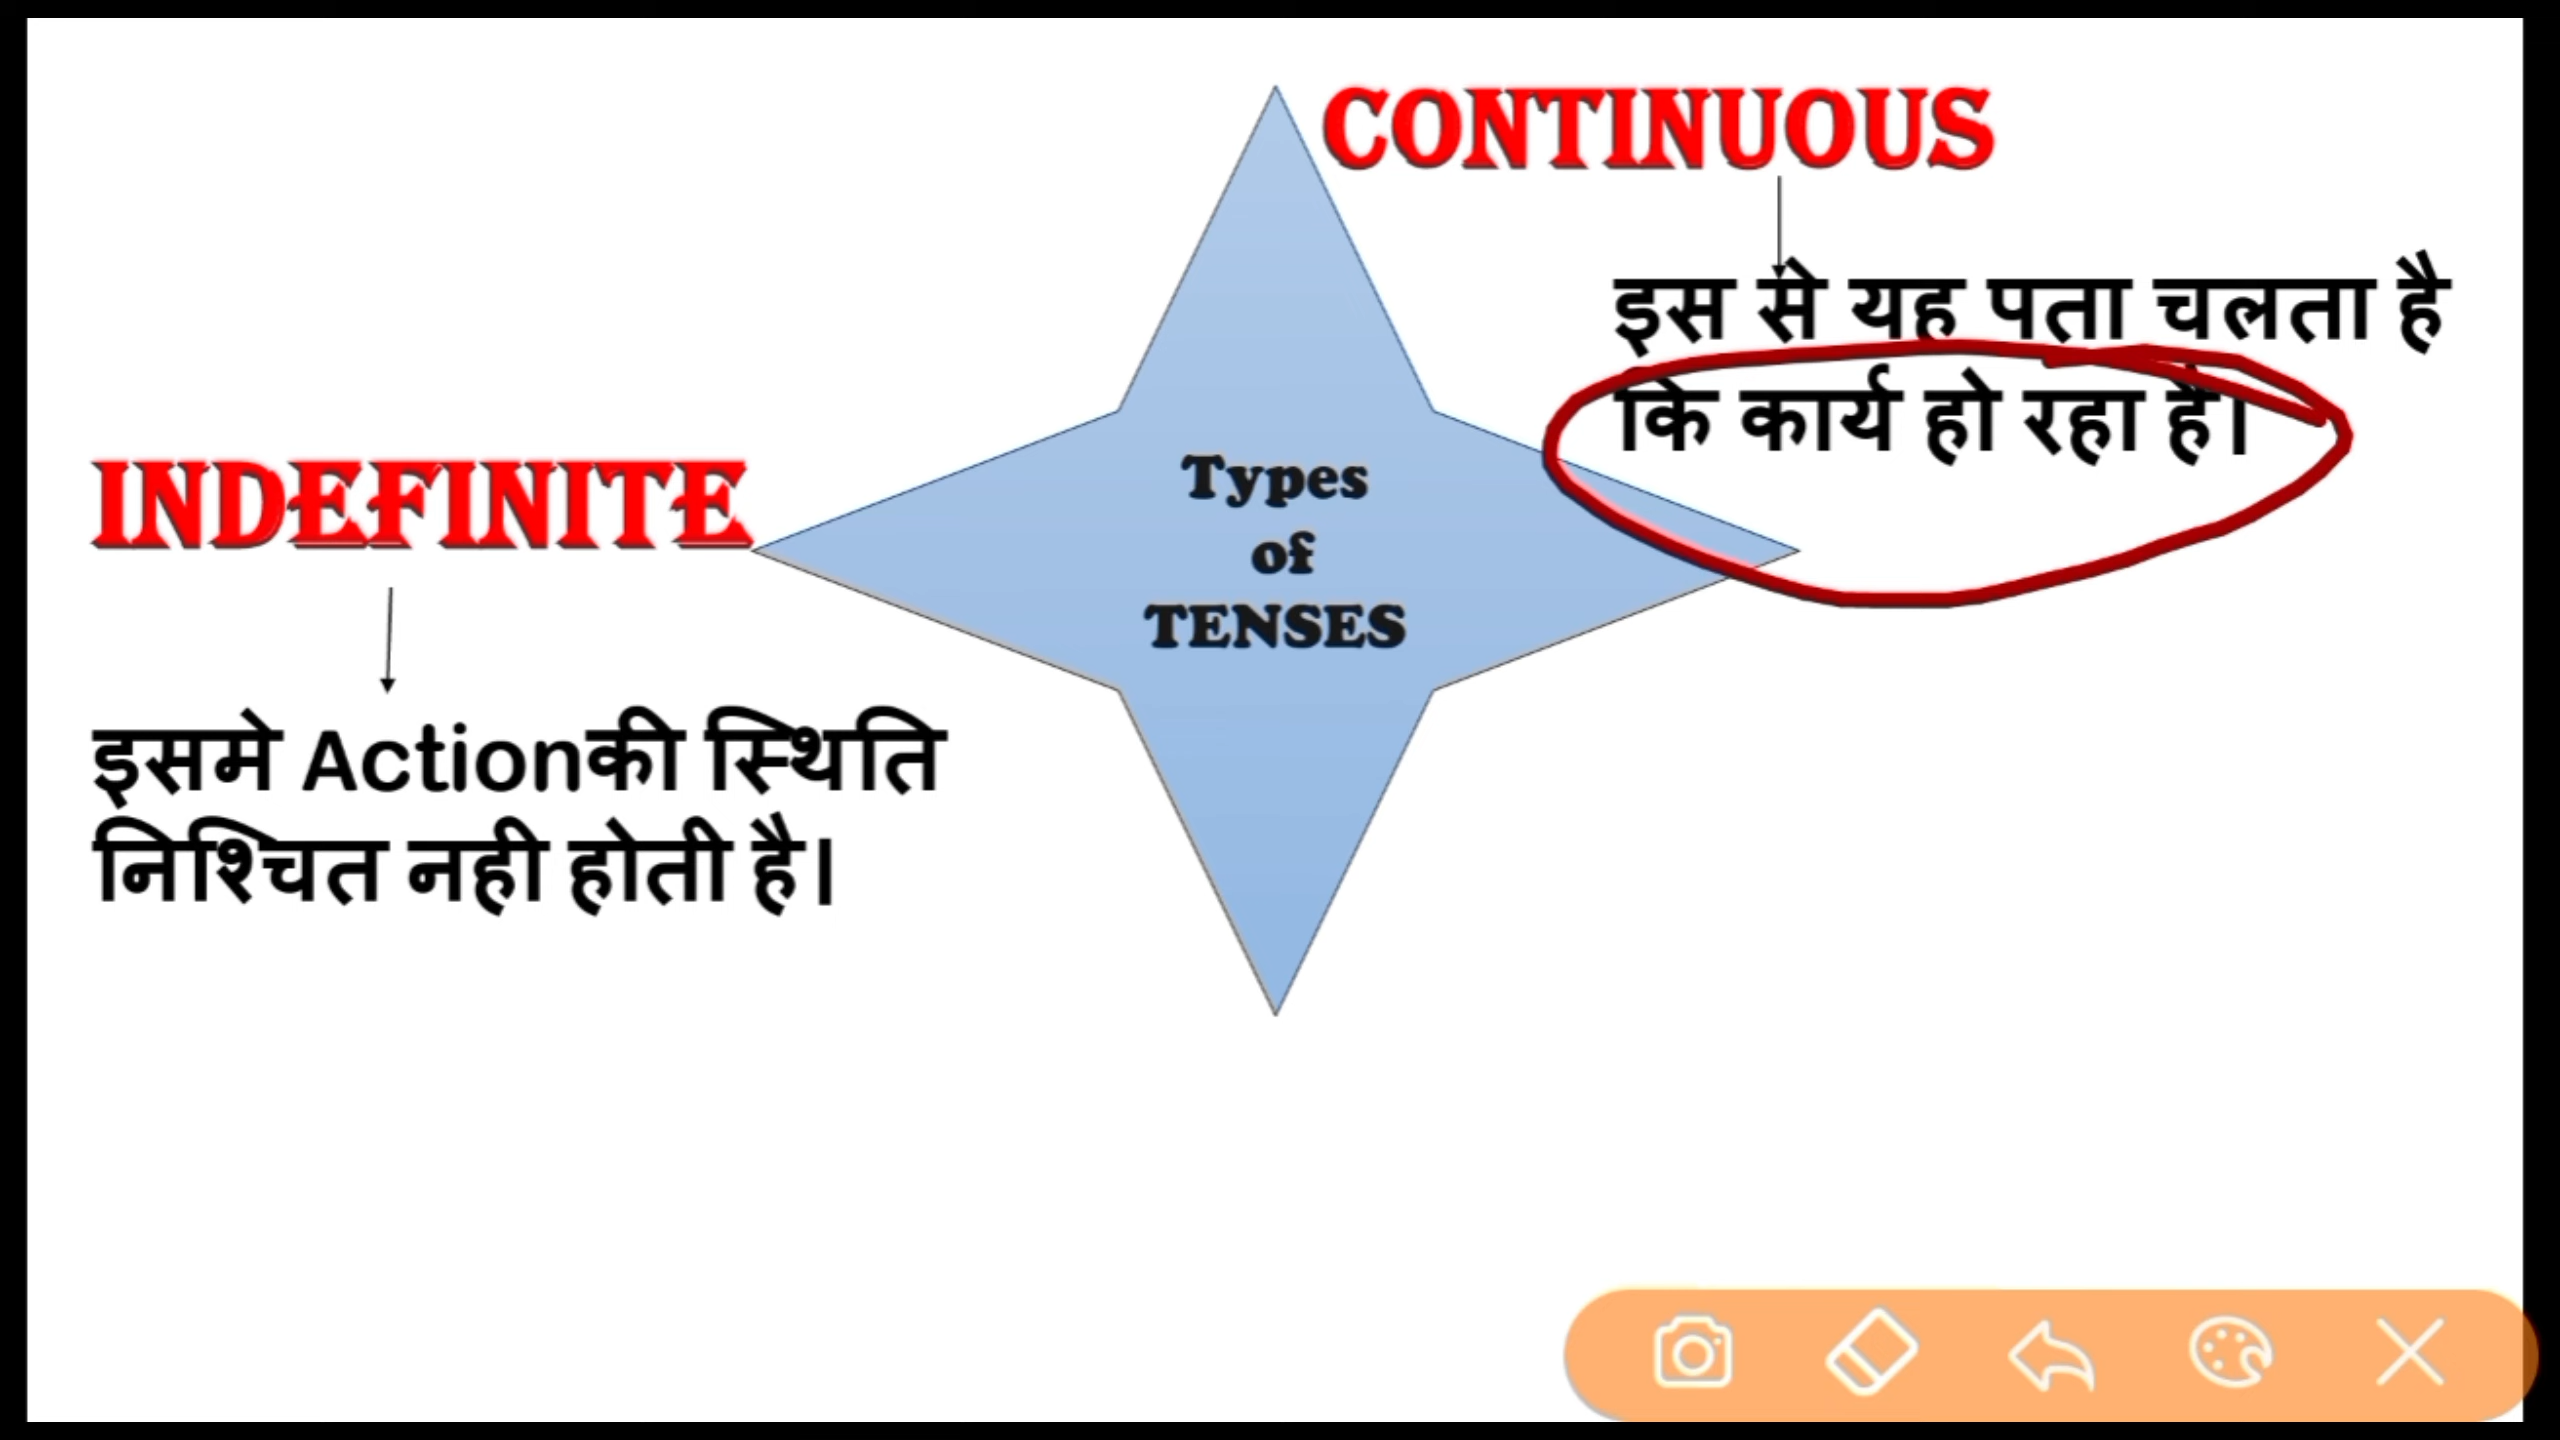 CONTINUOUS
इस से यह पता चलता है
कि कार्य हो रहा है।
INDEFINITE
Types
of
TENSES
इसमे Actionकी स्थिति
निश्चित नही होती है।